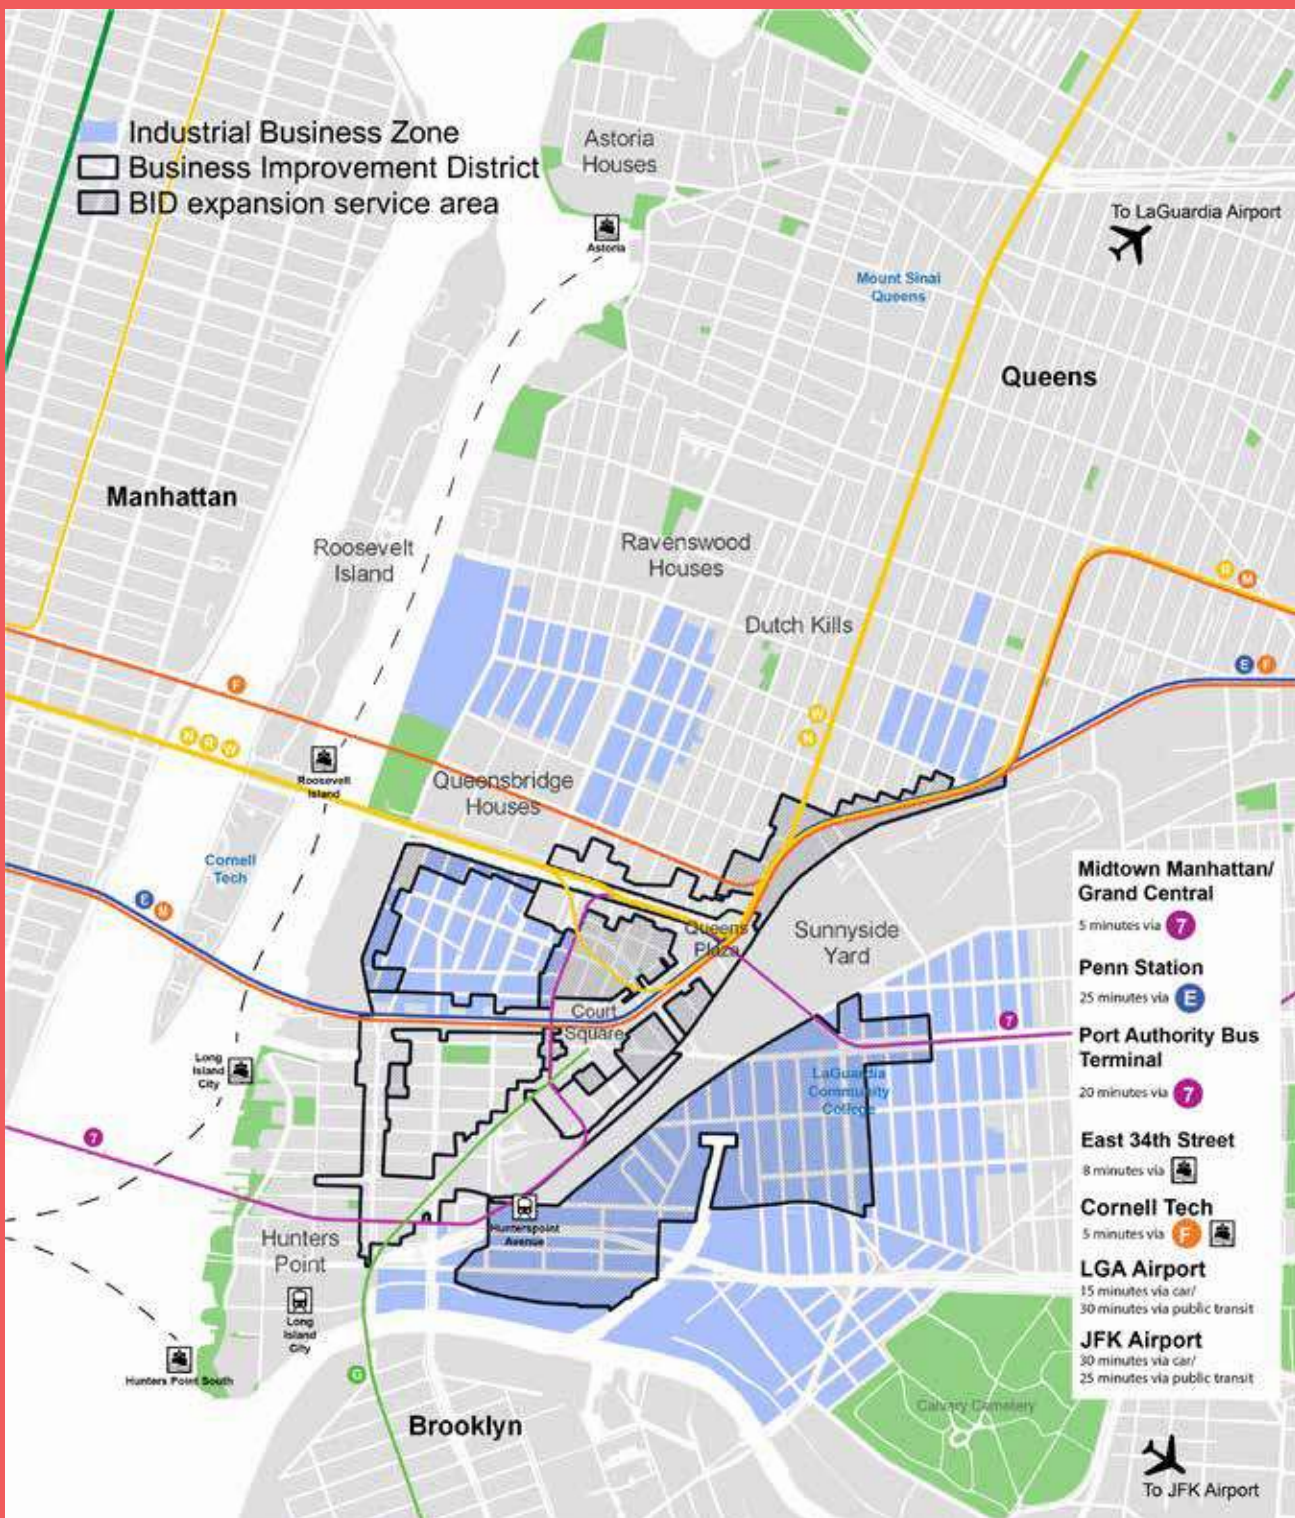 Industrial Business Zone
Business Improvement District
BID expansion service area
Astoria
Houses
Astoria
To LaGuardia Airport
Mount Sinai
Queens
Queens
Manhattan
Roosevelt
Island
Ravenswood
Houses
Dutch Kills
R M
E F
F
W
N
N R W
Roosevelt
Island
Queensbridge
Houses
Cornell
Tech
E M
Queens
Plaza
Sunnyside
Yard
Court
Square
7
Long
Island
City
LaGuardia
Community
College
7
Hunterspoint
Avenue
Hunters
Point
Long
Island
City
Hunters Point South
G
Brooklyn
Calvary Cemetery
Midtown Manhattan/
Grand Central
5 minutes via 7
Penn Station
25 minutes via E
Port Authority Bus
Terminal
20 minutes via 7
East 34th Street
8 minutes via
Cornell Tech
5 minutes via F
LGA Airport
15 minutes via car/
30 minutes via public transit
JFK Airport
30 minutes via car/
25 minutes via public transit
To JFK Airport